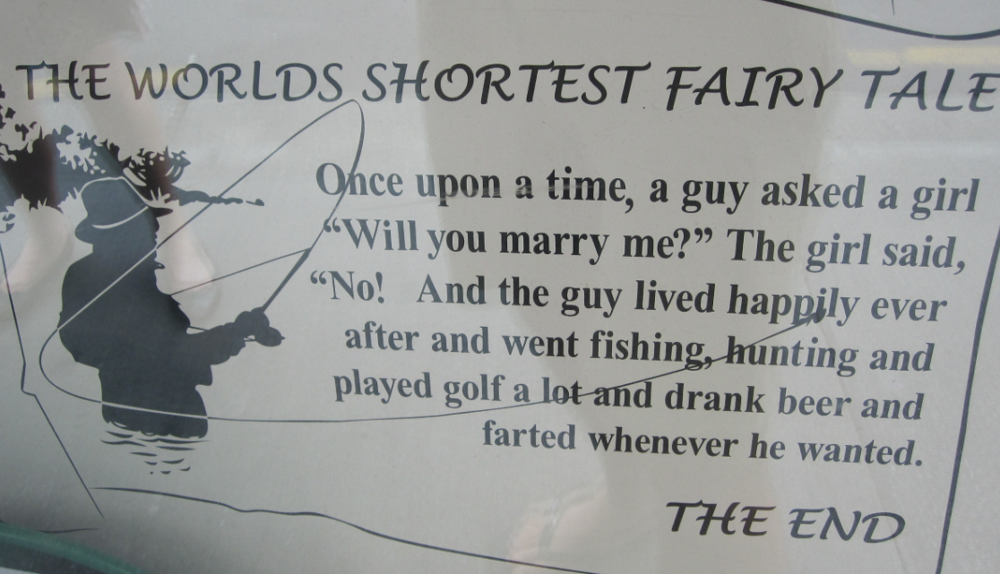 THE WORLDS SHORTEST FAIRY TALE
Once upon a time, a guy asked a girl
“Will you marry me?” The girl said,
“No!  And the guy lived happily ever
after and went fishing, hunting and
played golf a lot and drank beer and
farted whenever he wanted.
THE END